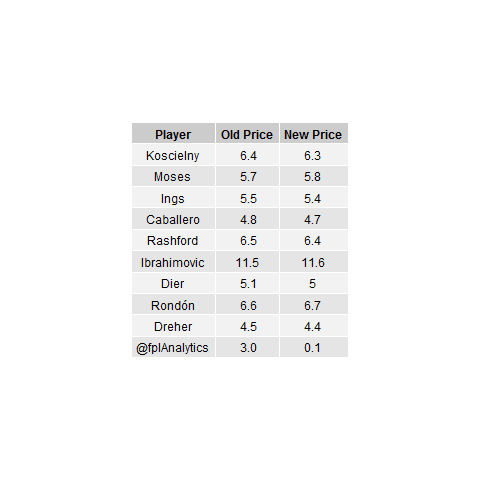 Player Old Price New Price
Koscielny 6.4 6.3
Moses 5.7 5.8
Ings 5.5 5.4
Caballero 4.8 4.7
Rashford 6.5 6.4
Ibrahimovic 11.5 11.6
Dier 5.1 5
Rondón 6.6 6.7
Dreher 4.5 4.4
@fplAnalytics 3.0 0.1